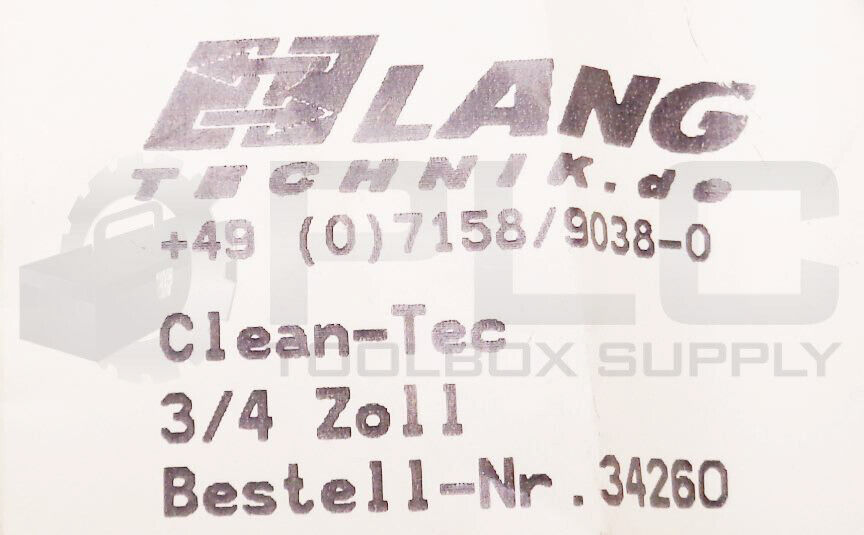 LANG
TECHNIK.de
+49 (0)7158/9038-0
Clean-Tec
3/4 Zoll
Bestell-Nr.34260
PLC
TOOLBOX SUPPLY